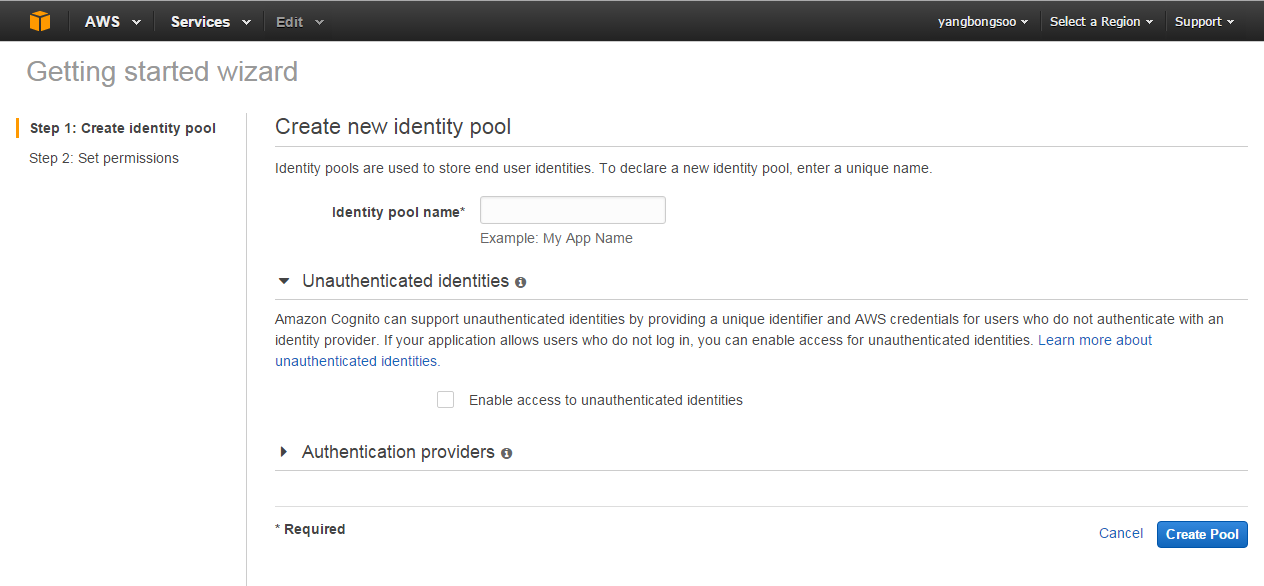 AWS Services Edit yangbongsoo Select a Region Support
Getting started wizard
Step 1: Create identity pool
Step 2: Set permissions
Create new identity pool
Identity pools are used to store end user identities. To declare a new identity pool, enter a unique name.
Identity pool name*
Example: My App Name
Unauthenticated identities
Amazon Cognito can support unauthenticated identities by providing a unique identifier and AWS credentials for users who do not authenticate with an
identity provider. If your application allows users who do not log in, you can enable access for unauthenticated identities. Learn more about
unauthenticated identities.
Enable access to unauthenticated identities
Authentication providers
* Required
Cancel Create Pool